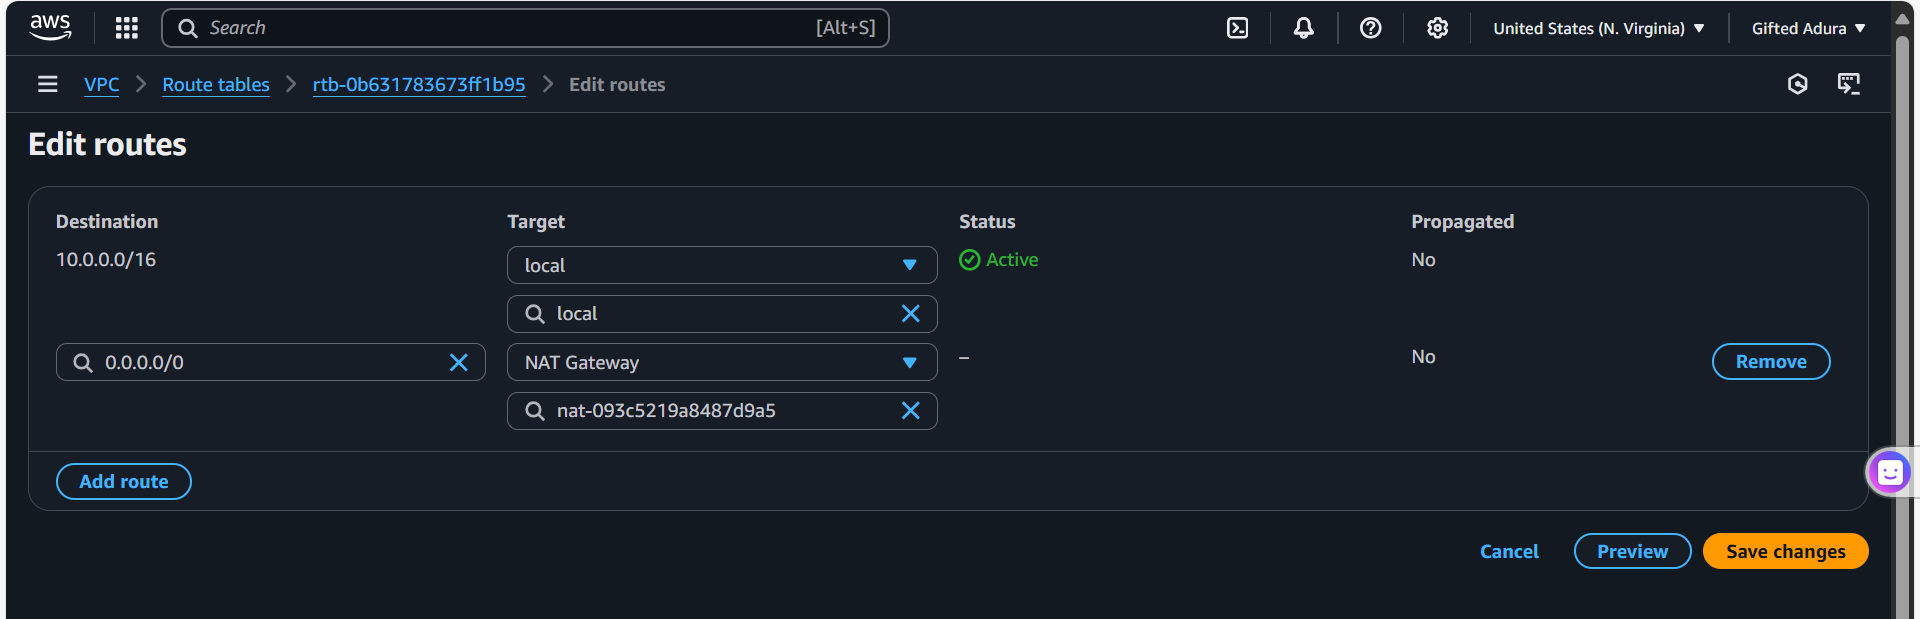 aws
Search [Alt+S] United States (N. Virginia) Gifted Adura
VPC Route tables rtb-0b631783673ff1b95 Edit routes
Edit routes
Destination Target Status Propagated
10.0.0.0/16 local Active No
local
0.0.0.0/0 NAT Gateway – No Remove
nat-093c5219a8487d9a5
Add route
Cancel Preview Save changes